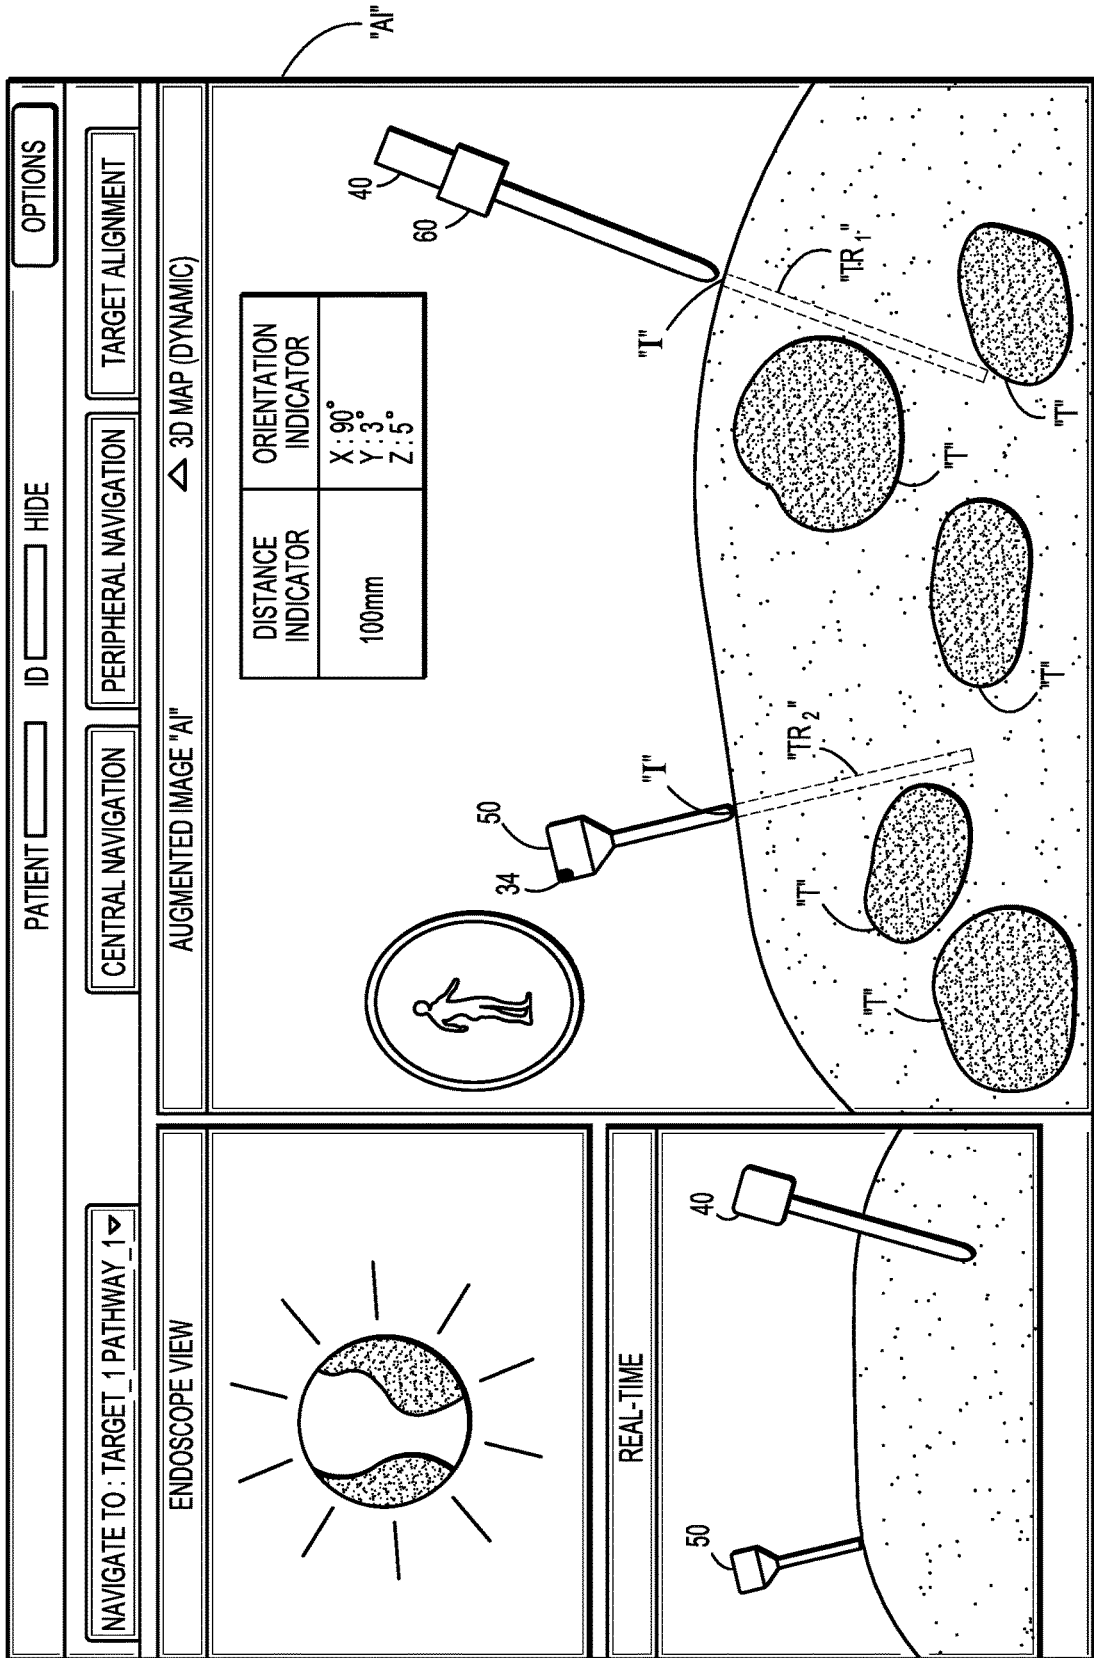 "AI"
PATIENT ID HIDE
OPTIONS
NAVIGATE TO : TARGET_1 PATHWAY_1
CENTRAL NAVIGATION
PERIPHERAL NAVIGATION
TARGET ALIGNMENT
ENDOSCOPE VIEW
AUGMENTED IMAGE "AI"
3D MAP (DYNAMIC)
DISTANCE INDICATOR
ORIENTATION INDICATOR
100mm
X : 90°
Y : 3°
Z : 5°
40
60
50
34
"I"
"I"
"TR1"
"TR2"
"T"
"T"
"T"
"T"
"T"
REAL-TIME
50
40